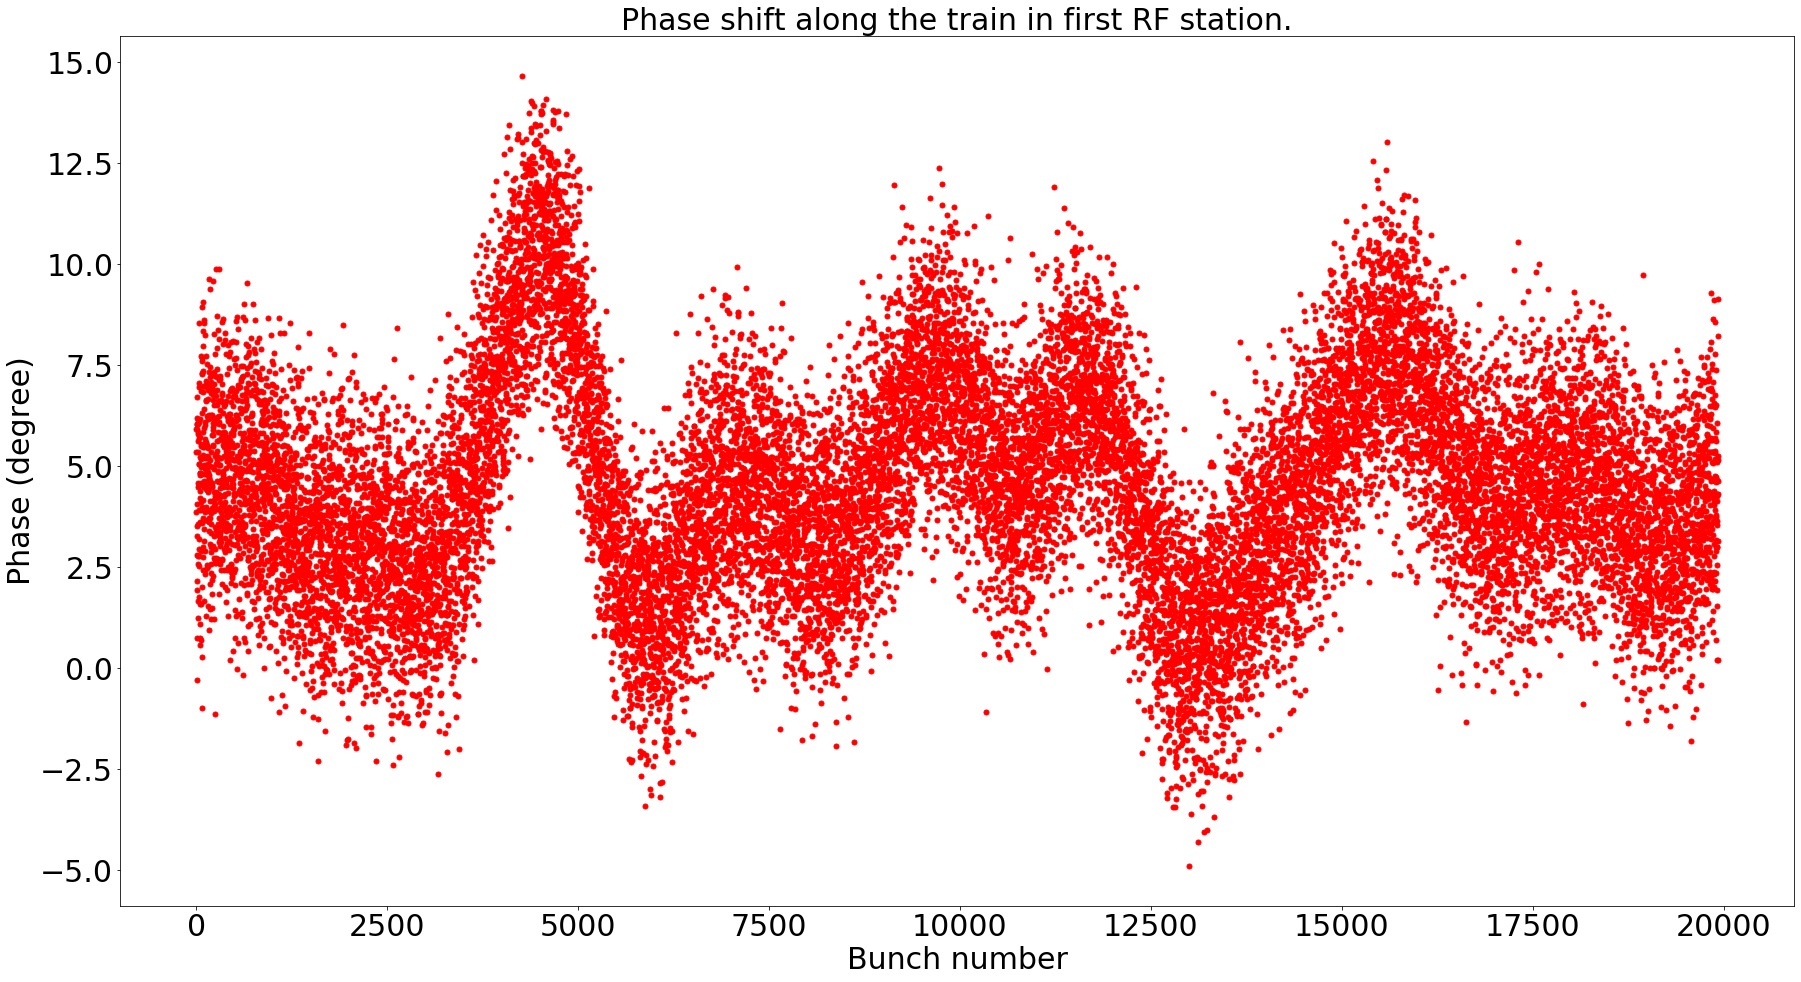 Phase shift along the train in first RF station.
15.0
12.5
10.0
7.5
5.0
2.5
0.0
−2.5
−5.0
Phase (degree)
0 2500 5000 7500 10000 12500 15000 17500 20000
Bunch number